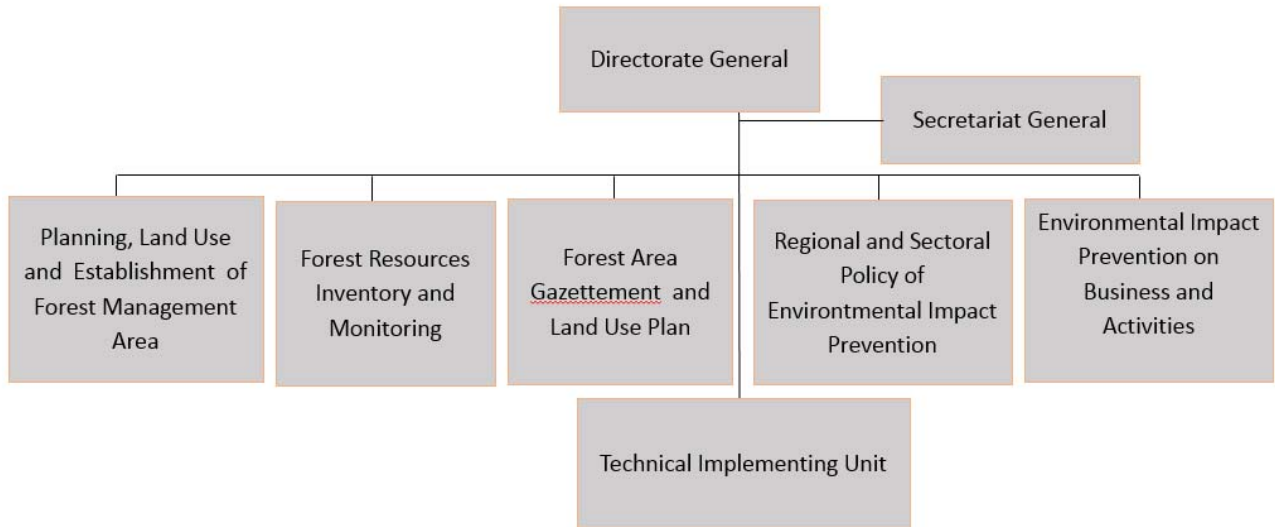 Directorate General
Secretariat General
Planning, Land Use
and Establishment of
Forest Management
Area
Forest Resources
Inventory and
Monitoring
Forest Area
Gazettement and
Land Use Plan
Regional and Sectoral
Policy of
Environtmental Impact
Prevention
Environmental Impact
Prevention on
Business and
Activities
Technical Implementing Unit